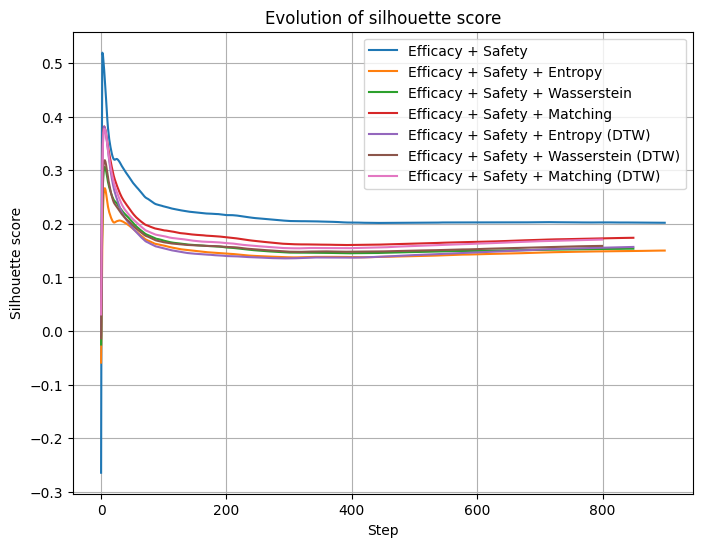 Evolution of silhouette score
Efficacy + Safety
Efficacy + Safety + Entropy
Efficacy + Safety + Wasserstein
Efficacy + Safety + Matching
Efficacy + Safety + Entropy (DTW)
Efficacy + Safety + Wasserstein (DTW)
Efficacy + Safety + Matching (DTW)
Silhouette score
0.5
0.4
0.3
0.2
0.1
0.0
−0.1
−0.2
−0.3
0 200 400 600 800
Step